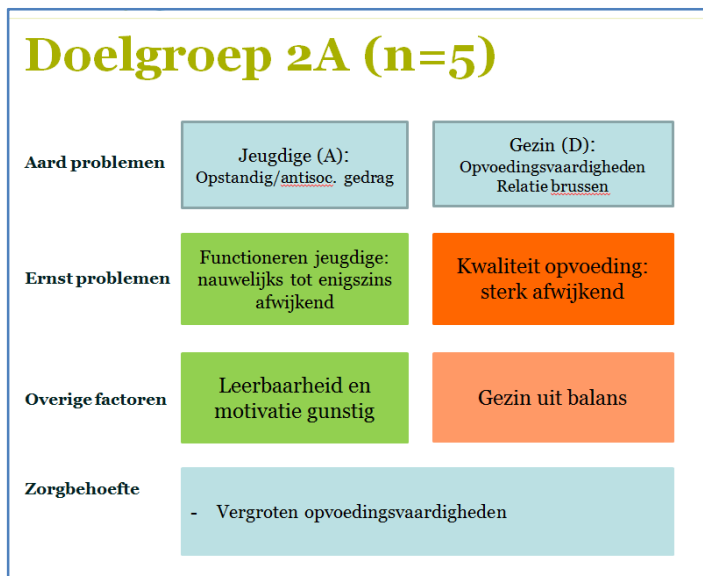 Doelgroep 2A (n=5)
Aard problemen
Jeugdige (A):
Opstandig/antisoc. gedrag
Gezin (D):
Opvoedingsvaardigheden
Relatie brussen
Ernst problemen
Functioneren jeugdige:
nauwelijks tot enigszins
afwijkend
Kwaliteit opvoeding:
sterk afwijkend
Overige factoren
Leerbaarheid en
motivatie gunstig
Gezin uit balans
Zorgbehoefte
- Vergroten opvoedingsvaardigheden